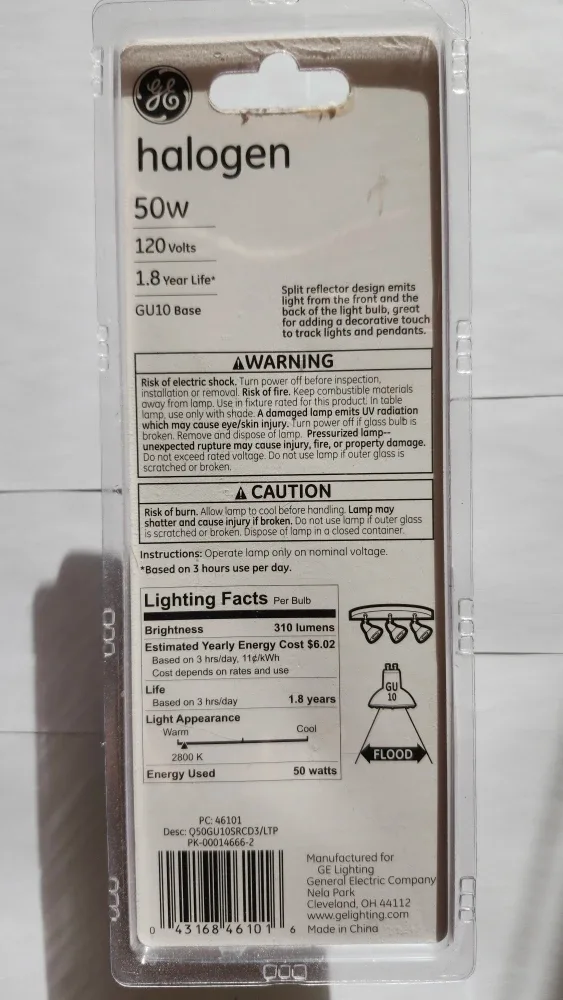 GE
halogen
50W
120 Volts
1.8 Year Life*
GU10 Base
Split reflector design emits
light from the front and the
back of the light bulb, great
for adding a decorative touch
to track lights and pendants.
⚠WARNING
Risk of electric shock. Turn power off before inspection,
installation or removal. Risk of fire. Keep combustible materials
away from lamp. Use in fixture rated for this product. In table
lamp, use only with shade. A damaged lamp emits UV radiation
which may cause eye/skin injury. Turn power off if glass bulb is
broken. Remove and dispose of lamp. Pressurized lamp--
unexpected rupture may cause injury, fire, or property damage.
Do not exceed rated voltage. Do not use lamp if outer glass is
scratched or broken.
⚠ CAUTION
Risk of burn. Allow lamp to cool before handling. Lamp may
shatter and cause injury if broken. Do not use lamp if outer glass
is scratched or broken. Dispose of lamp in a closed container.
Instructions: Operate lamp only on nominal voltage.
*Based on 3 hours use per day.
Lighting Facts Per Bulb
Brightness 310 lumens
Estimated Yearly Energy Cost $6.02
Based on 3 hrs/day, 11¢/kWh
Cost depends on rates and use
Life
Based on 3 hrs/day 1.8 years
Light Appearance
Warm Cool
2800 K
Energy Used 50 watts
GU
10
FLOOD
PC: 46101
Desc: Q50GU10SRCD3/LTP
PK-00014666-2
0 43168 46101 6
Manufactured for
GE Lighting
General Electric Company
Nela Park
Cleveland, OH 44112
www.gelighting.com
Made in China